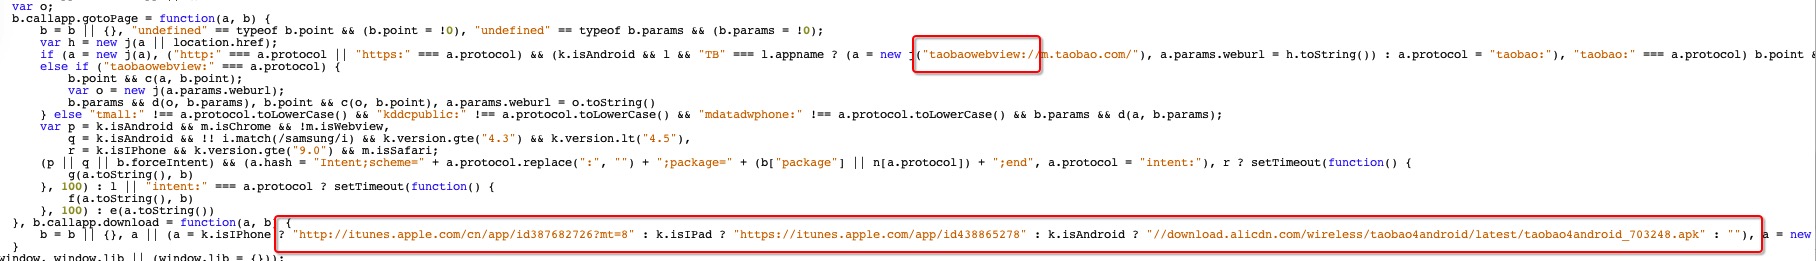 var o;
b.callapp.gotoPage = function(a, b) {
b = b || {}, "undefined" == typeof b.point && (b.point = !0), "undefined" == typeof b.params && (b.params = !0);
var h = new j(a || location.href);
if (a = new j(a), ("http:" === a.protocol || "https:" === a.protocol) && (k.isAndroid && l && "TB" === l.appname ? (a = new j("taobaowebview://m.taobao.com/"), a.params.weburl = h.toString()) : a.protocol = "taobao:"), "taobao:" === a.protocol) b.point &
else if ("taobaowebview:" === a.protocol) {
b.point && c(a, b.point);
var o = new j(a.params.weburl);
b.params && d(o, b.params), b.point && c(o, b.point), a.params.weburl = o.toString()
} else "tmall:" !== a.protocol.toLowerCase() && "kddcpublic:" !== a.protocol.toLowerCase() && "mdatadwphone:" !== a.protocol.toLowerCase() && b.params && d(a, b.params);
var p = k.isAndroid && m.isChrome && !m.isWebview,
q = k.isAndroid && !! i.match(/samsung/i) && k.version.gte("4.3") && k.version.lt("4.5"),
r = k.isIPhone && k.version.gte("9.0") && m.isSafari;
(p || q || b.forceIntent) && (a.hash = "Intent;scheme=" + a.protocol.replace(":", "") + ";package=" + (b["package"] || n[a.protocol]) + ";end", a.protocol = "intent:"), r ? setTimeout(function() {
g(a.toString(), b)
}, 100) : l || "intent:" === a.protocol ? setTimeout(function() {
f(a.toString(), b)
}, 100) : e(a.toString())
}, b.callapp.download = function(a, b) {
b = b || {}, a || (a = k.isIPhone ? "http://itunes.apple.com/cn/app/id387682726?mt=8" : k.isIPad ? "https://itunes.apple.com/app/id438865278" : k.isAndroid ? "//download.alicdn.com/wireless/taobao4android/latest/taobao4android_703248.apk" : ""), a = new
}
window, window.lib || (window.lib = {}));